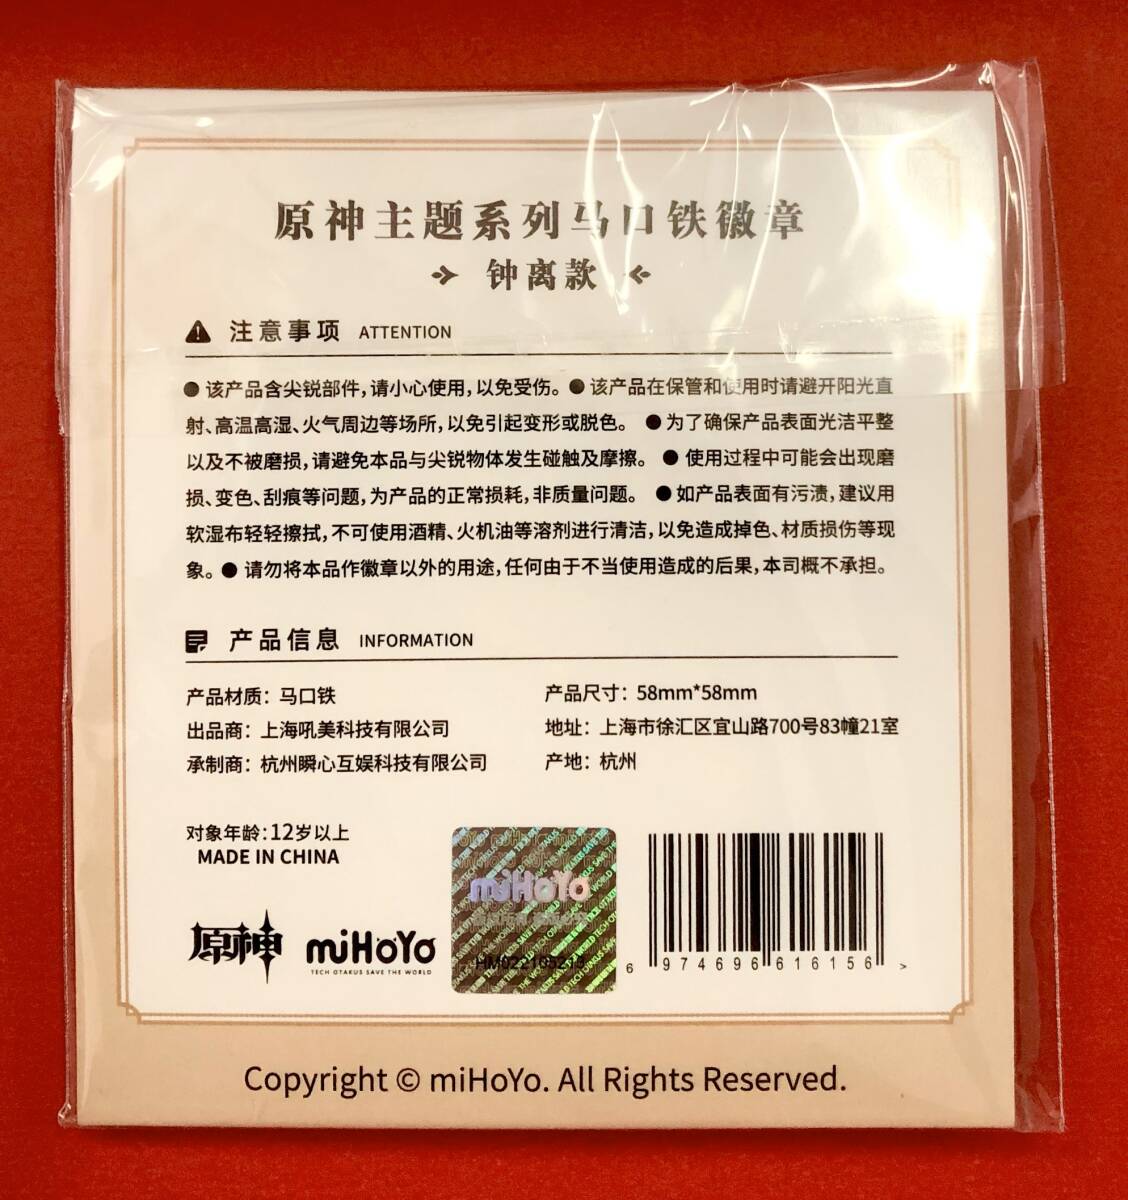 原神主题系列马口铁徽章
钟离款
注意事项 ATTENTION
● 该产品含尖锐部件，请小心使用，以免受伤。● 该产品在保管和使用时请避开阳光直
射、高温高湿、火气周边等场所，以免引起变形或脱色。 ● 为了确保产品表面光洁平整
以及不被磨损，请避免本品与尖锐物体发生碰触及摩擦。 ● 使用过程中可能会出现磨
损、变色、刮痕等问题，为产品的正常损耗，非质量问题。 ● 如产品表面有污渍，建议用
软湿布轻轻擦拭，不可使用酒精、火机油等溶剂进行清洁，以免造成掉色、材质损伤等现
象。● 请勿将本品作徽章以外的用途，任何由于不当使用造成的后果，本司概不承担。
产品信息 INFORMATION
产品材质：马口铁 产品尺寸：58mm*58mm
出品商：上海吼美科技有限公司 地址：上海市徐汇区宜山路700号83幢21室
承制商：杭州瞬心互娱科技有限公司 产地：杭州
对象年龄：12岁以上
MADE IN CHINA
原神 miHoYo
TECH OTAKUS SAVE THE WORLD
miHoYo
6 974696 616156 >
Copyright © miHoYo. All Rights Reserved.